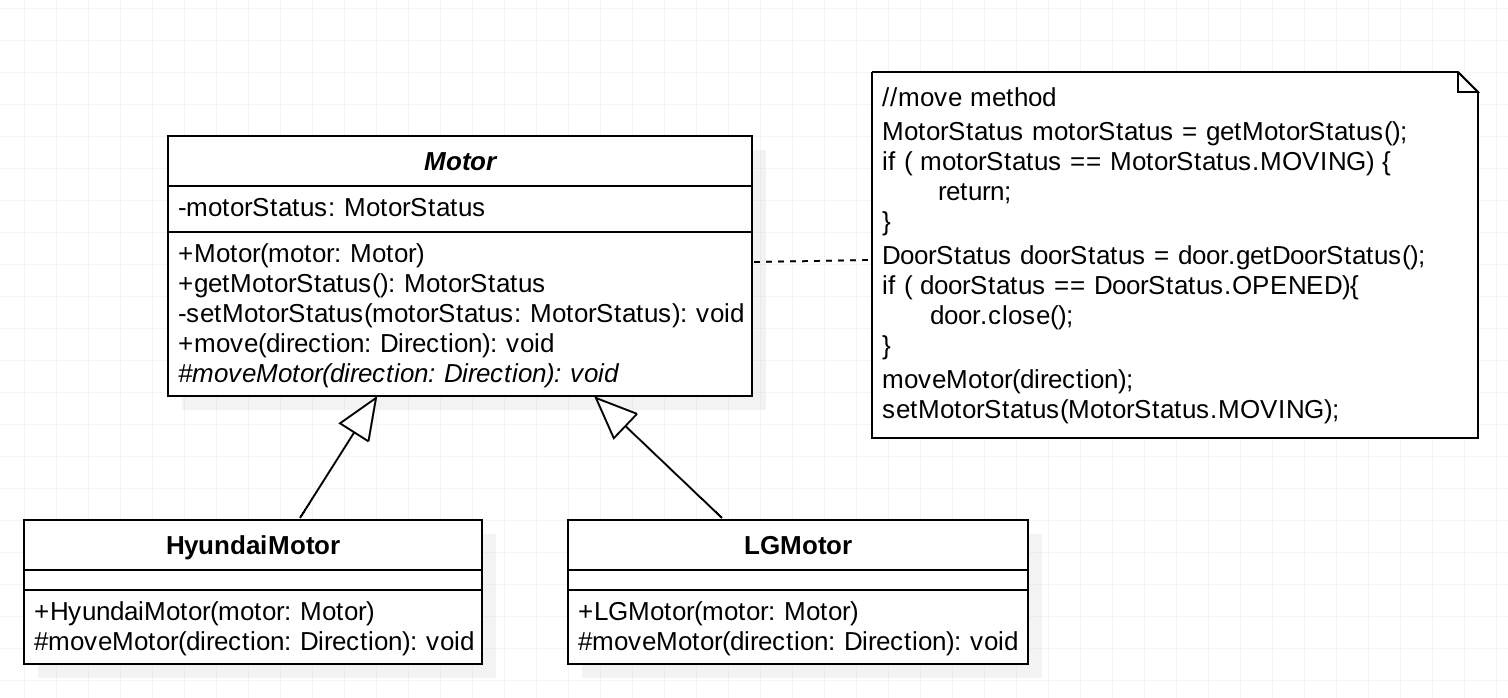 Motor
-motorStatus: MotorStatus
+Motor(motor: Motor)
+getMotorStatus(): MotorStatus
-setMotorStatus(motorStatus: MotorStatus): void
+move(direction: Direction): void
#moveMotor(direction: Direction): void
//move method
MotorStatus motorStatus = getMotorStatus();
if ( motorStatus == MotorStatus.MOVING) {
return;
}
DoorStatus doorStatus = door.getDoorStatus();
if ( doorStatus == DoorStatus.OPENED){
door.close();
}
moveMotor(direction);
setMotorStatus(MotorStatus.MOVING);
HyundaiMotor
+HyundaiMotor(motor: Motor)
#moveMotor(direction: Direction): void
LGMotor
+LGMotor(motor: Motor)
#moveMotor(direction: Direction): void